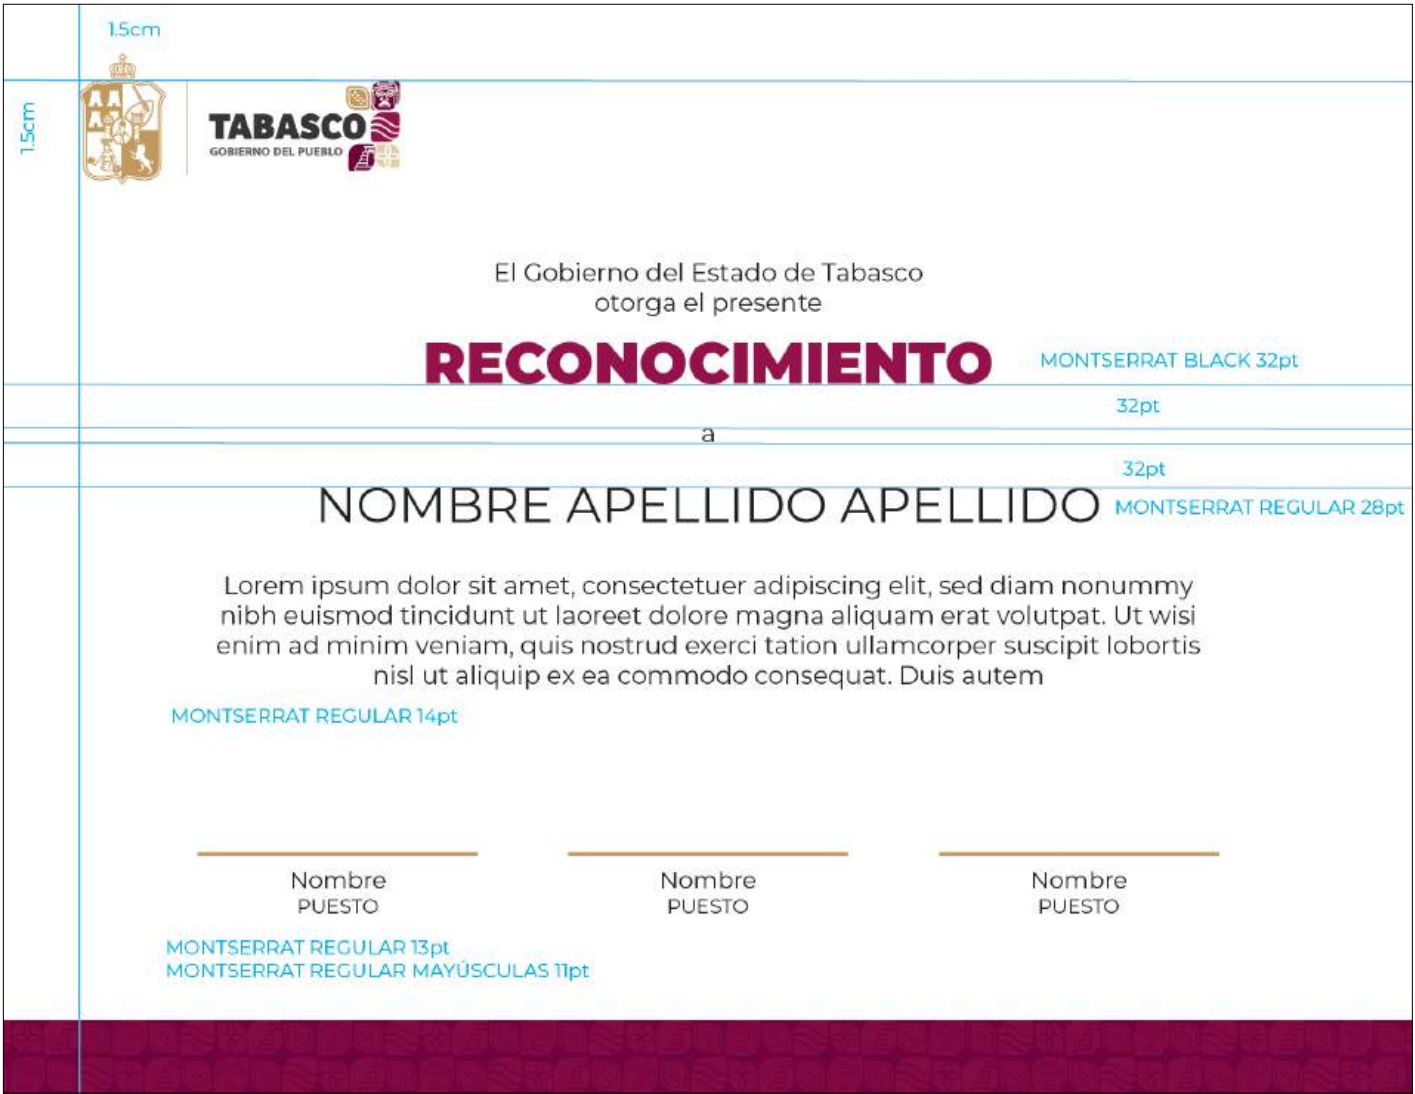 1.5cm
1.5cm
TABASCO
GOBIERNO DEL PUEBLO
El Gobierno del Estado de Tabasco
otorga el presente
RECONOCIMIENTO
MONTSERRAT BLACK 32pt
32pt
a
32pt
NOMBRE APELLIDO APELLIDO
MONTSERRAT REGULAR 28pt
Lorem ipsum dolor sit amet, consectetuer adipiscing elit, sed diam nonummy
nibh euismod tincidunt ut laoreet dolore magna aliquam erat volutpat. Ut wisi
enim ad minim veniam, quis nostrud exerci tation ullamcorper suscipit lobortis
nisl ut aliquip ex ea commodo consequat. Duis autem
MONTSERRAT REGULAR 14pt
Nombre Nombre Nombre
PUESTO PUESTO PUESTO
MONTSERRAT REGULAR 13pt
MONTSERRAT REGULAR MAYÚSCULAS 11pt